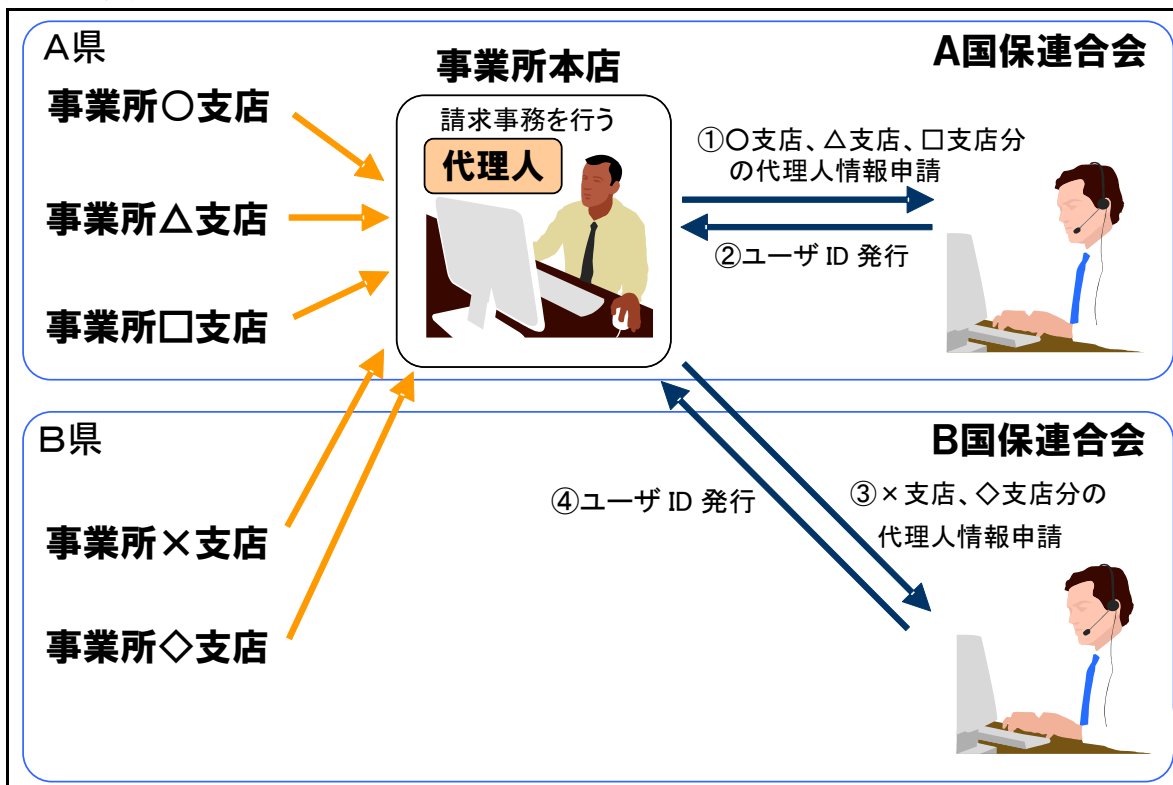 A県
事業所○支店
事業所△支店
事業所□支店
事業所本店
請求事務を行う
代理人
A国保連合会
①○支店、△支店、□支店分
の代理人情報申請
②ユーザ ID 発行
B県
事業所×支店
事業所◇支店
B国保連合会
③×支店、◇支店分の
代理人情報申請
④ユーザ ID 発行